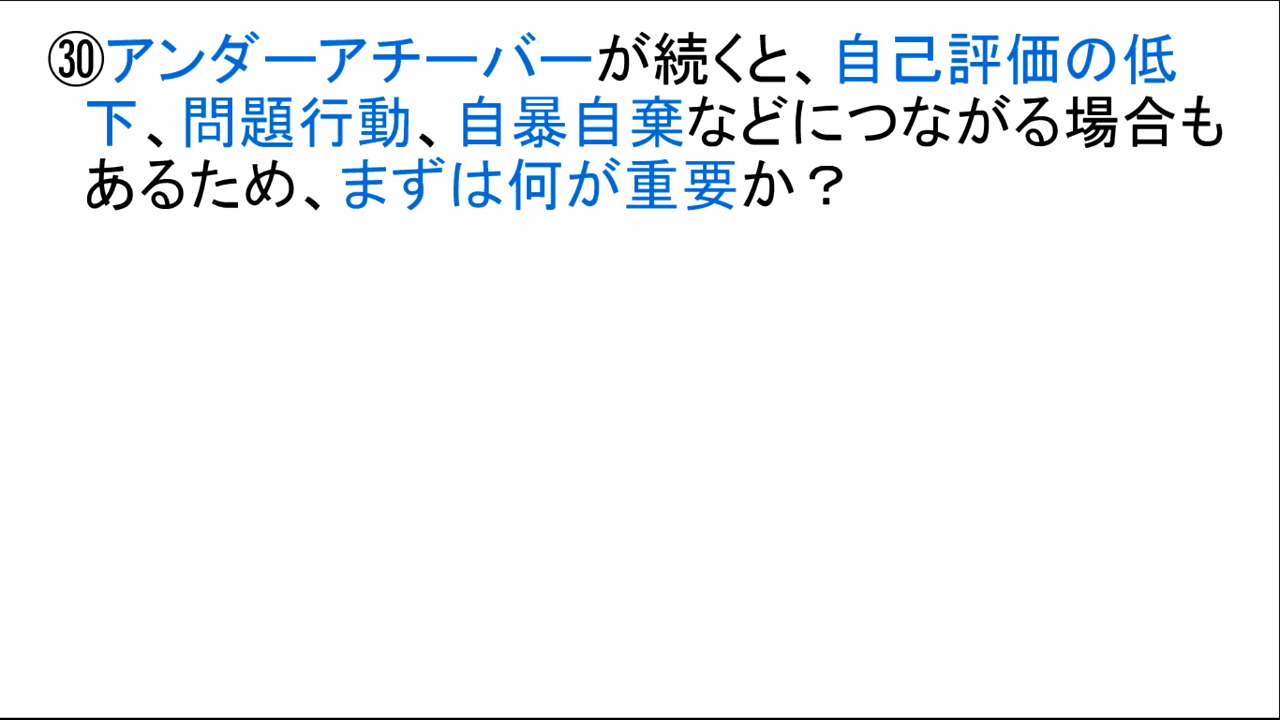 ㉚アンダーアチーバーが続くと、自己評価の低
下、問題行動、自暴自棄などにつながる場合も
あるため、まずは何が重要か？